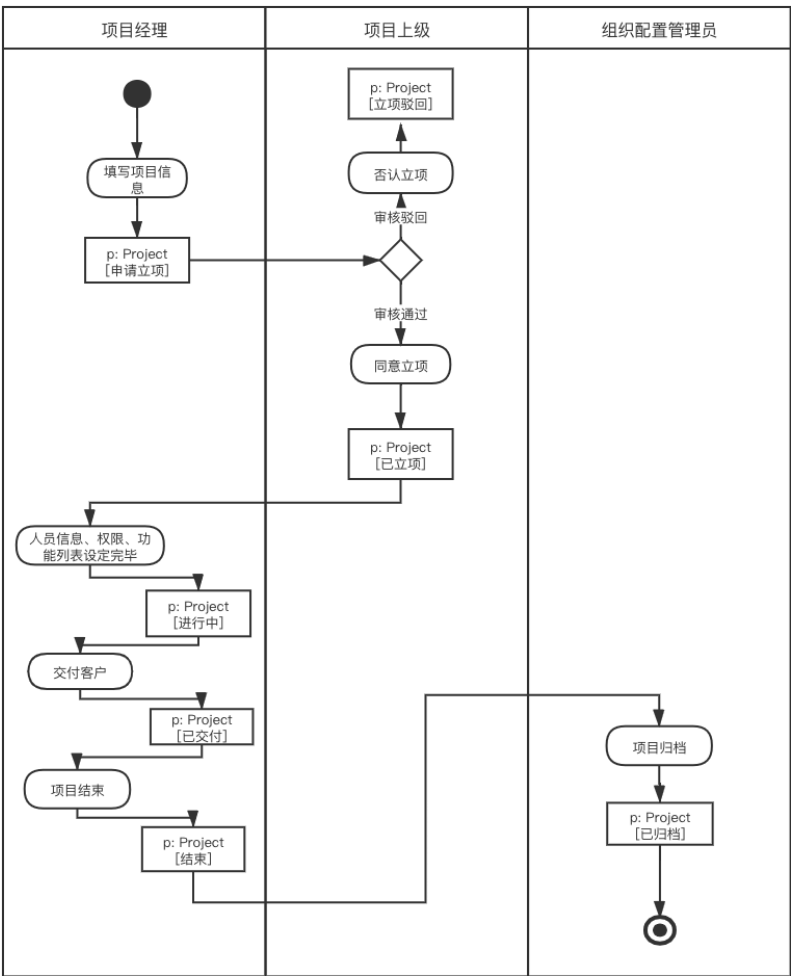 项目经理
项目上级
组织配置管理员
p: Project
[立项驳回]
填写项目信
息
否认立项
审核驳回
p: Project
[申请立项]
审核通过
同意立项
p: Project
[已立项]
人员信息、权限、功
能列表设定完毕
p: Project
[进行中]
交付客户
p: Project
[已交付]
项目归档
项目结束
p: Project
[已归档]
p: Project
[结束]